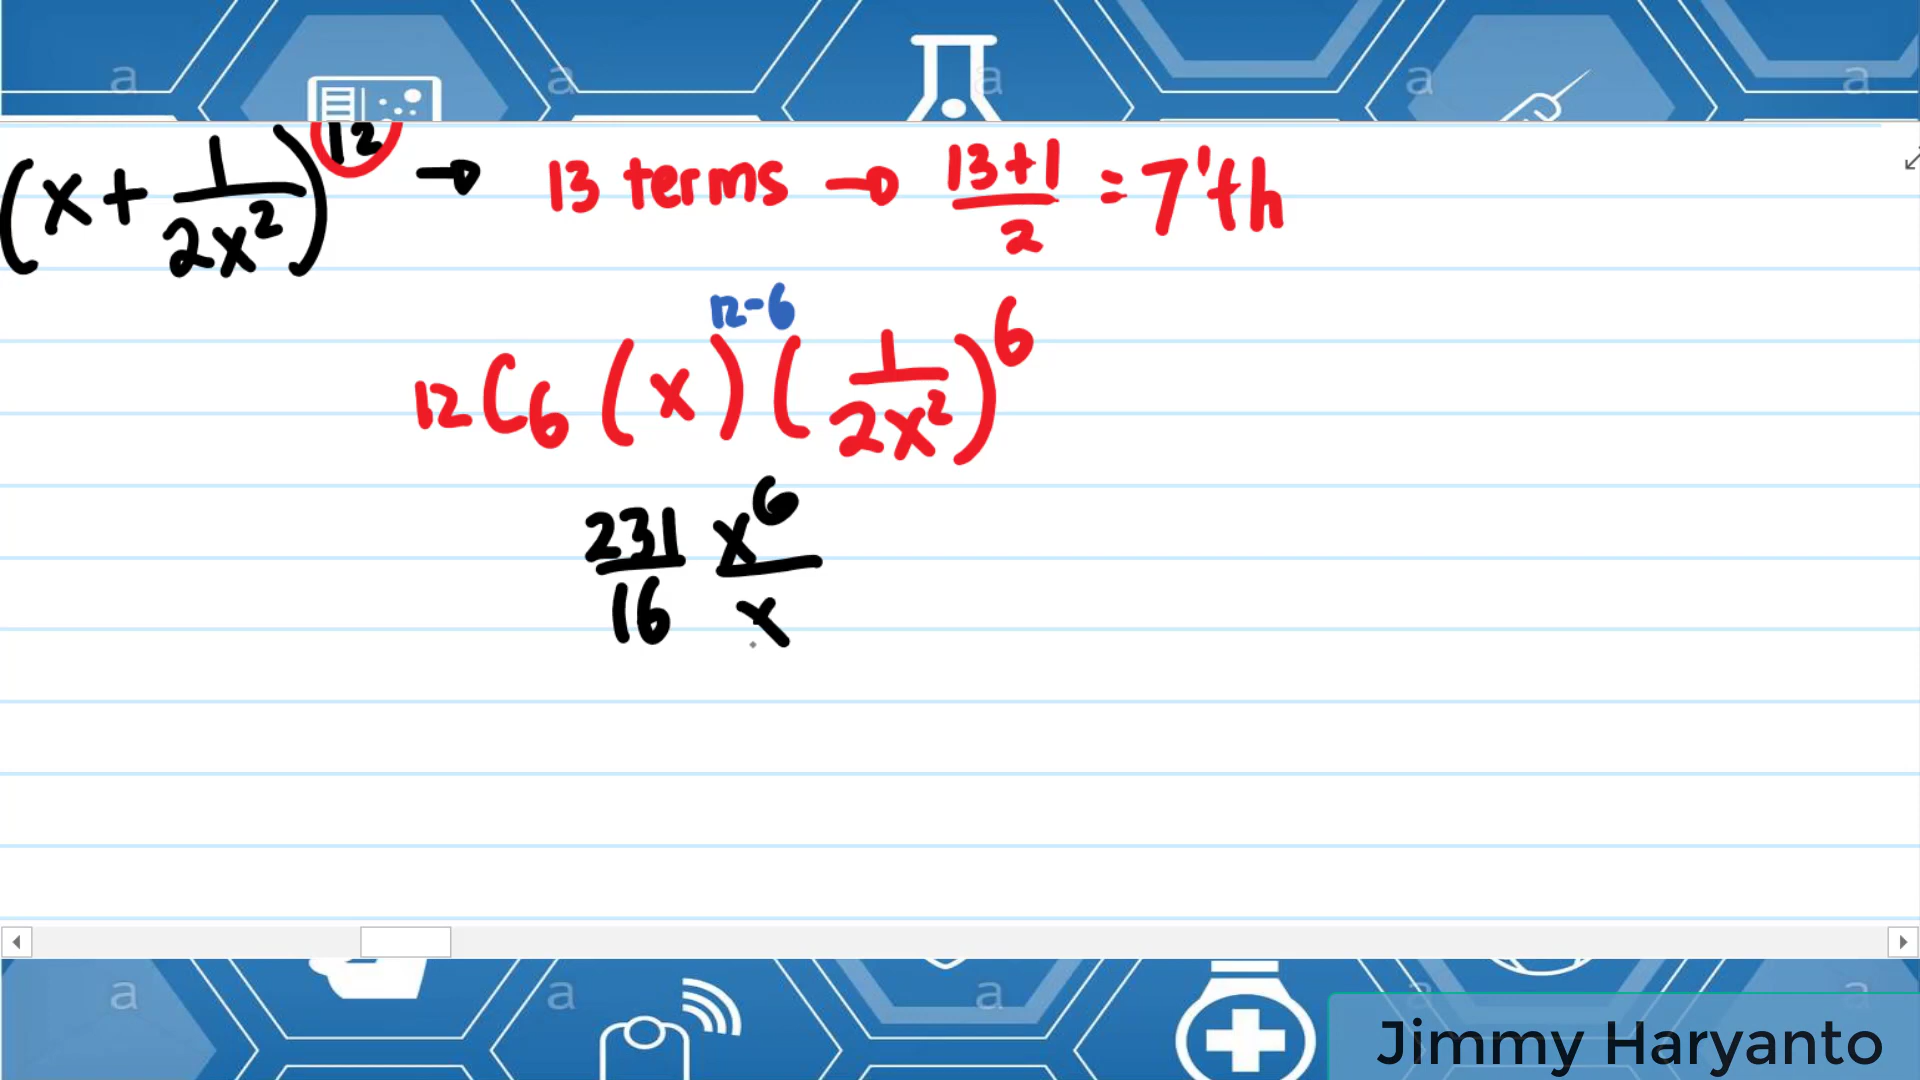 a a a a a
(x + 1/2x²)¹² → 13 terms → 13+1/2 = 7'th
12C6 (x)¹²⁻⁶ (1/2x²)⁶
231/16 x⁶/x
a a a a a
Jimmy Haryanto